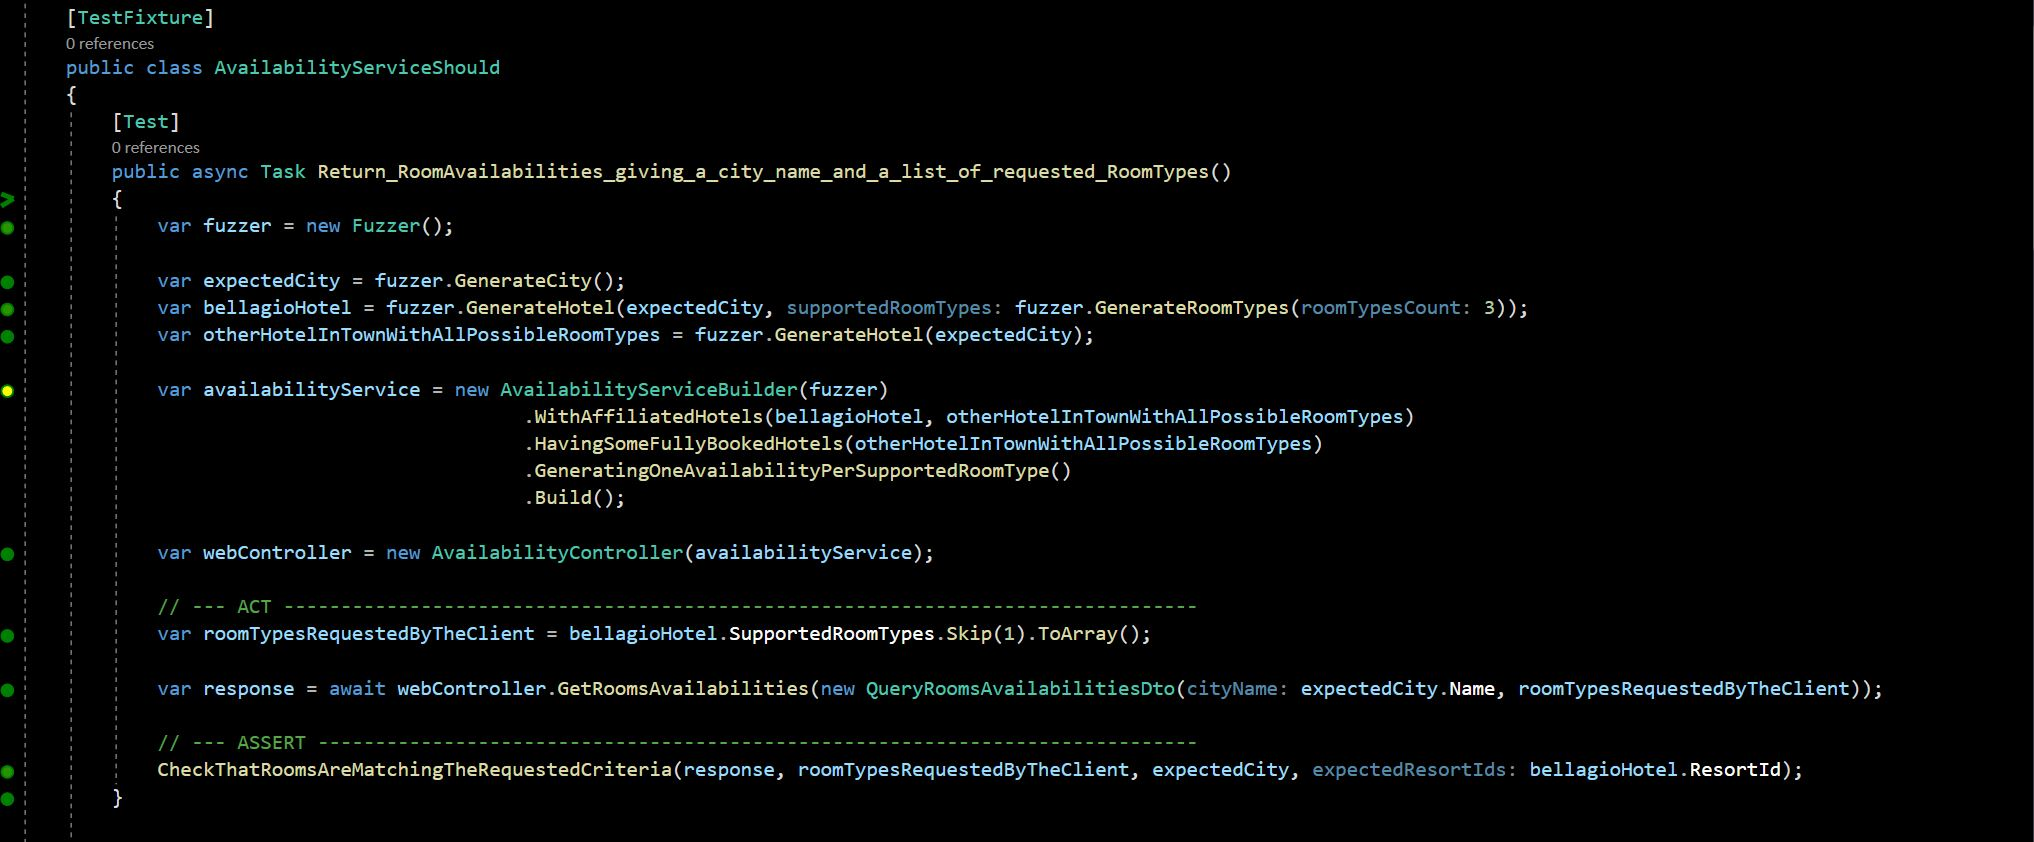 [TestFixture]
0 references
public class AvailabilityServiceShould
{
[Test]
0 references
public async Task Return_RoomAvailabilities_giving_a_city_name_and_a_list_of_requested_RoomTypes()
{
var fuzzer = new Fuzzer();
var expectedCity = fuzzer.GenerateCity();
var bellagioHotel = fuzzer.GenerateHotel(expectedCity, supportedRoomTypes: fuzzer.GenerateRoomTypes(roomTypesCount: 3));
var otherHotelInTownWithAllPossibleRoomTypes = fuzzer.GenerateHotel(expectedCity);
var availabilityService = new AvailabilityServiceBuilder(fuzzer)
.WithAffiliatedHotels(bellagioHotel, otherHotelInTownWithAllPossibleRoomTypes)
.HavingSomeFullyBookedHotels(otherHotelInTownWithAllPossibleRoomTypes)
.GeneratingOneAvailabilityPerSupportedRoomType()
.Build();
var webController = new AvailabilityController(availabilityService);
// --- ACT --------------------------------------------------------------------------------
var roomTypesRequestedByTheClient = bellagioHotel.SupportedRoomTypes.Skip(1).ToArray();
var response = await webController.GetRoomsAvailabilities(new QueryRoomsAvailabilitiesDto(cityName: expectedCity.Name, roomTypesRequestedByTheClient));
// --- ASSERT -----------------------------------------------------------------------------
CheckThatRoomsAreMatchingTheRequestedCriteria(response, roomTypesRequestedByTheClient, expectedCity, expectedResortIds: bellagioHotel.ResortId);
}